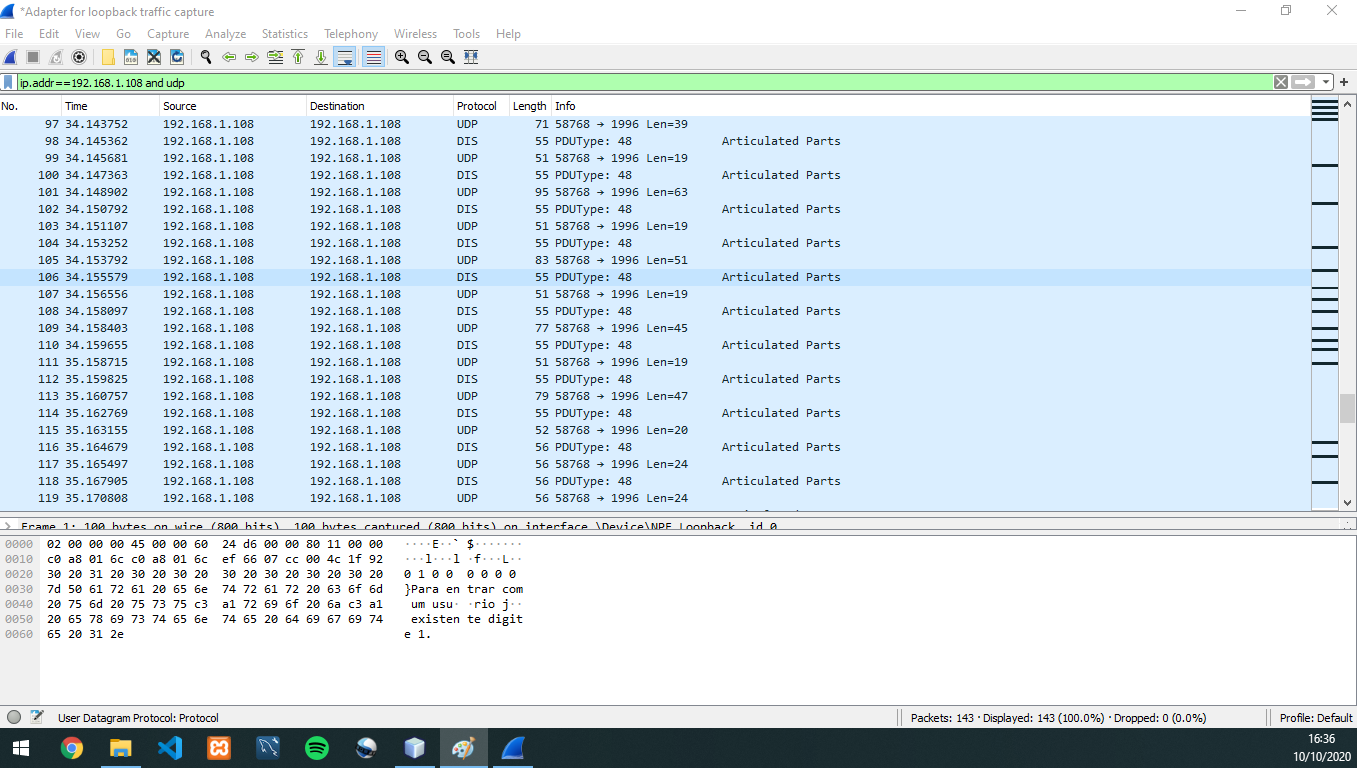 *Adapter for loopback traffic capture
File Edit View Go Capture Analyze Statistics Telephony Wireless Tools Help
ip.addr==192.168.1.108 and udp
No. Time Source Destination Protocol Length Info
97 34.143752 192.168.1.108 192.168.1.108 UDP 71 58768 → 1996 Len=39
98 34.145362 192.168.1.108 192.168.1.108 DIS 55 PDUType: 48 Articulated Parts
99 34.145681 192.168.1.108 192.168.1.108 UDP 51 58768 → 1996 Len=19
100 34.147363 192.168.1.108 192.168.1.108 DIS 55 PDUType: 48 Articulated Parts
101 34.148902 192.168.1.108 192.168.1.108 UDP 95 58768 → 1996 Len=63
102 34.150792 192.168.1.108 192.168.1.108 DIS 55 PDUType: 48 Articulated Parts
103 34.151107 192.168.1.108 192.168.1.108 UDP 51 58768 → 1996 Len=19
104 34.153252 192.168.1.108 192.168.1.108 DIS 55 PDUType: 48 Articulated Parts
105 34.153792 192.168.1.108 192.168.1.108 UDP 83 58768 → 1996 Len=51
106 34.155579 192.168.1.108 192.168.1.108 DIS 55 PDUType: 48 Articulated Parts
107 34.156556 192.168.1.108 192.168.1.108 UDP 51 58768 → 1996 Len=19
108 34.158097 192.168.1.108 192.168.1.108 DIS 55 PDUType: 48 Articulated Parts
109 34.158403 192.168.1.108 192.168.1.108 UDP 77 58768 → 1996 Len=45
110 34.159655 192.168.1.108 192.168.1.108 DIS 55 PDUType: 48 Articulated Parts
111 35.158715 192.168.1.108 192.168.1.108 UDP 51 58768 → 1996 Len=19
112 35.159825 192.168.1.108 192.168.1.108 DIS 55 PDUType: 48 Articulated Parts
113 35.160757 192.168.1.108 192.168.1.108 UDP 79 58768 → 1996 Len=47
114 35.162769 192.168.1.108 192.168.1.108 DIS 55 PDUType: 48 Articulated Parts
115 35.163155 192.168.1.108 192.168.1.108 UDP 52 58768 → 1996 Len=20
116 35.164679 192.168.1.108 192.168.1.108 DIS 56 PDUType: 48 Articulated Parts
117 35.165497 192.168.1.108 192.168.1.108 UDP 56 58768 → 1996 Len=24
118 35.167905 192.168.1.108 192.168.1.108 DIS 56 PDUType: 48 Articulated Parts
119 35.170808 192.168.1.108 192.168.1.108 UDP 56 58768 → 1996 Len=24
Frame 1: 100 bytes on wire (800 bits), 100 bytes captured (800 bits) on interface \Device\NPF_Loopback, id 0
0000 02 00 00 00 45 00 00 60 24 d6 00 00 80 11 00 00 ····E··` $·······
0010 c0 a8 01 6c c0 a8 01 6c ef 66 07 cc 00 4c 1f 92 ···l···l ·f···L··
0020 30 20 31 20 30 20 30 20 30 20 30 20 30 20 30 20 0 1 0 0 0 0 0 0
0030 7d 50 61 72 61 20 65 6e 74 72 61 72 20 63 6f 6d }Para en trar com
0040 20 75 6d 20 75 73 75 c3 a1 72 69 6f 20 6a c3 a1 um usu· ·rio j··
0050 20 65 78 69 73 74 65 6e 74 65 20 64 69 67 69 74 existen te digit
0060 65 20 31 2e e 1.
User Datagram Protocol: Protocol
Packets: 143 · Displayed: 143 (100.0%) · Dropped: 0 (0.0%)
Profile: Default
16:36
10/10/2020